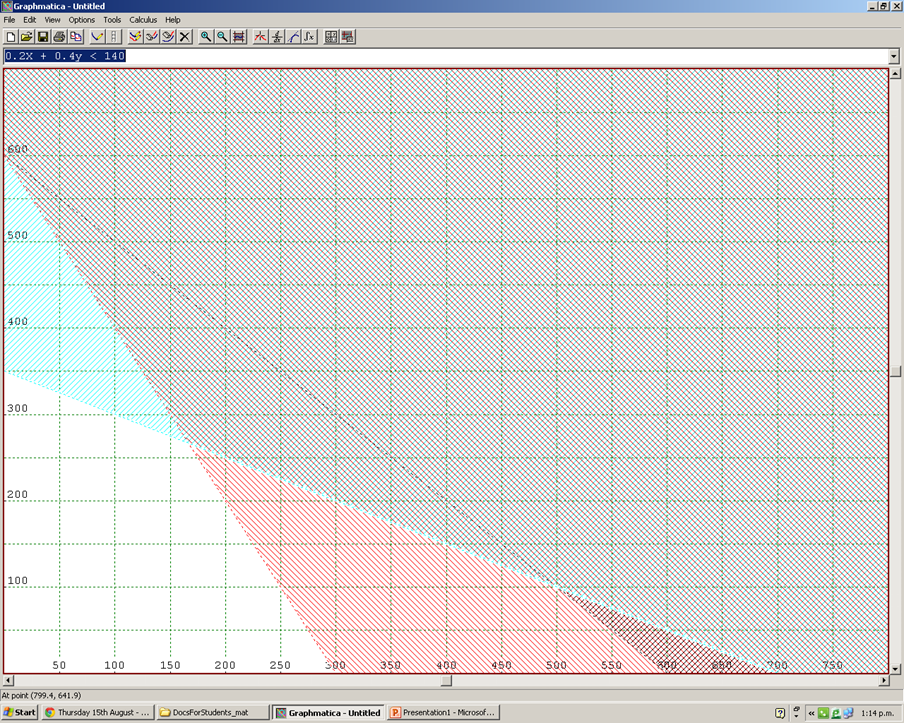 Graphmatica - Untitled
File Edit View Options Tools Calculus Help
0.2X + 0.4y < 140
600
500
400
300
200
100
50 100 150 200 250 300 350 400 450 500 550 600 650 700 750
At point (799.4, 641.9)
Start Thursday 15th August - ... DocsForStudents_mat Graphmatica - Untitled Presentation1 - Microsof... « 1:14 p.m.